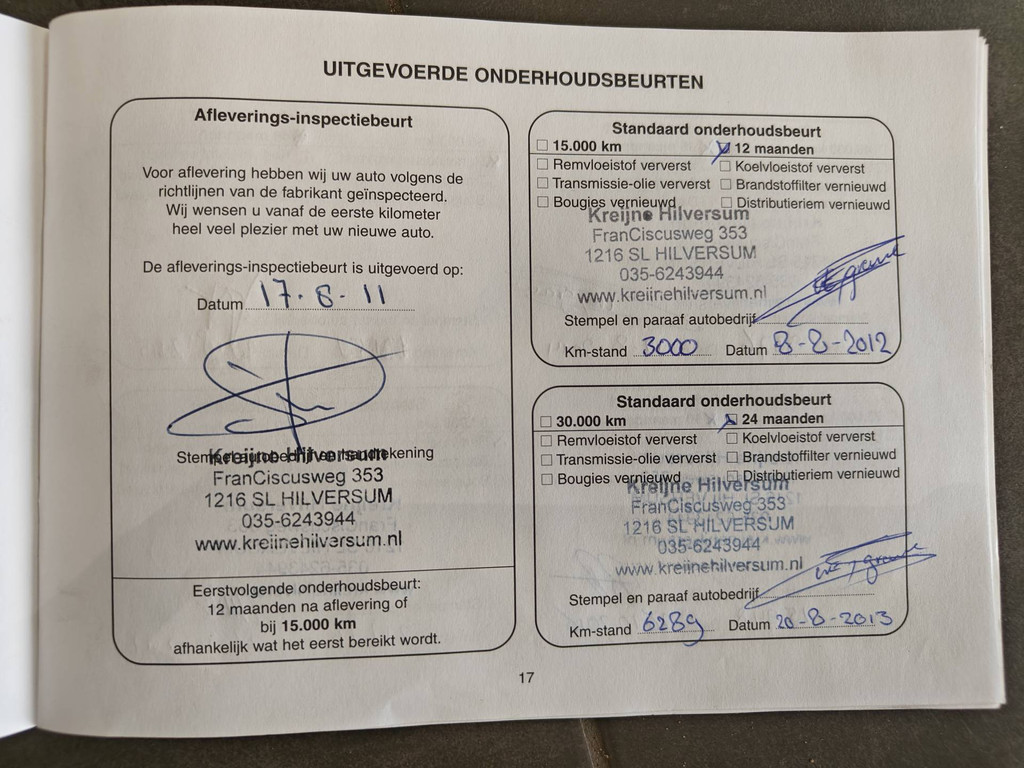 UITGEVOERDE ONDERHOUDSBEURTEN
Afleverings-inspectiebeurt
Voor aflevering hebben wij uw auto volgens de
richtlijnen van de fabrikant geïnspecteerd.
Wij wensen u vanaf de eerste kilometer
heel veel plezier met uw nieuwe auto.
De afleverings-inspectiebeurt is uitgevoerd op:
Datum 17.6.11
Kreijne Hilversum
FranCiscusweg 353
1216 SL HILVERSUM
035-6243944
www.kreijnehilversum.nl
Eerstvolgende onderhoudsbeurt:
12 maanden na aflevering of
bij 15.000 km
afhankelijk wat het eerst bereikt wordt.
Standaard onderhoudsbeurt
15.000 km 12 maanden
Remvloeistof ververst Koelvloeistof ververst
Transmissie-olie ververst Brandstoffilter vernieuwd
Bougies vernieuwd Distributieriem vernieuwd
Kreijne Hilversum
FranCiscusweg 353
1216 SL HILVERSUM
035-6243944
www.kreijnehilversum.nl
Stempel en paraaf autobedrijf
Km-stand 3000 Datum 8-8-2012
Standaard onderhoudsbeurt
30.000 km 24 maanden
Remvloeistof ververst Koelvloeistof ververst
Transmissie-olie ververst Brandstoffilter vernieuwd
Bougies vernieuwd Distributieriem vernieuwd
Kreijne Hilversum
FranCiscusweg 353
1216 SL HILVERSUM
035-6243944
www.kreijnehilversum.nl
Stempel en paraaf autobedrijf
Km-stand 6289 Datum 20-8-2013
17